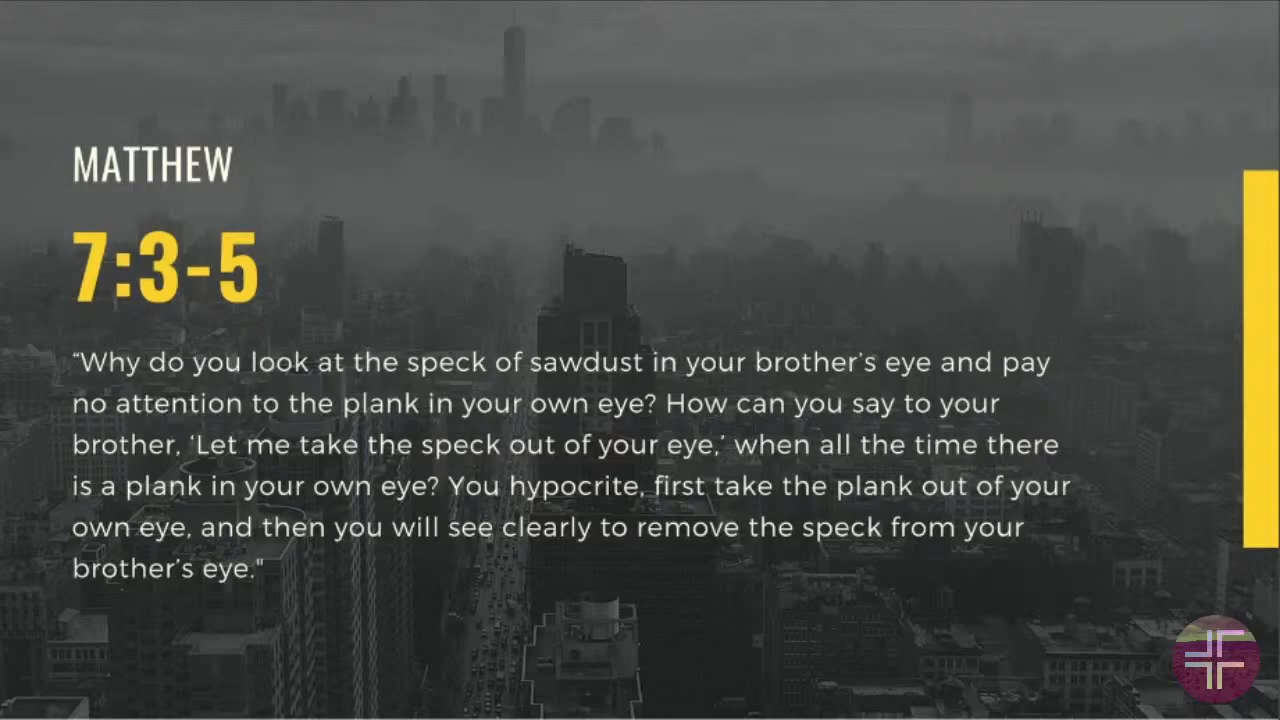 MATTHEW
7:3-5
“Why do you look at the speck of sawdust in your brother’s eye and pay
no attention to the plank in your own eye? How can you say to your
brother, ‘Let me take the speck out of your eye,’ when all the time there
is a plank in your own eye? You hypocrite, first take the plank out of your
own eye, and then you will see clearly to remove the speck from your
brother’s eye."